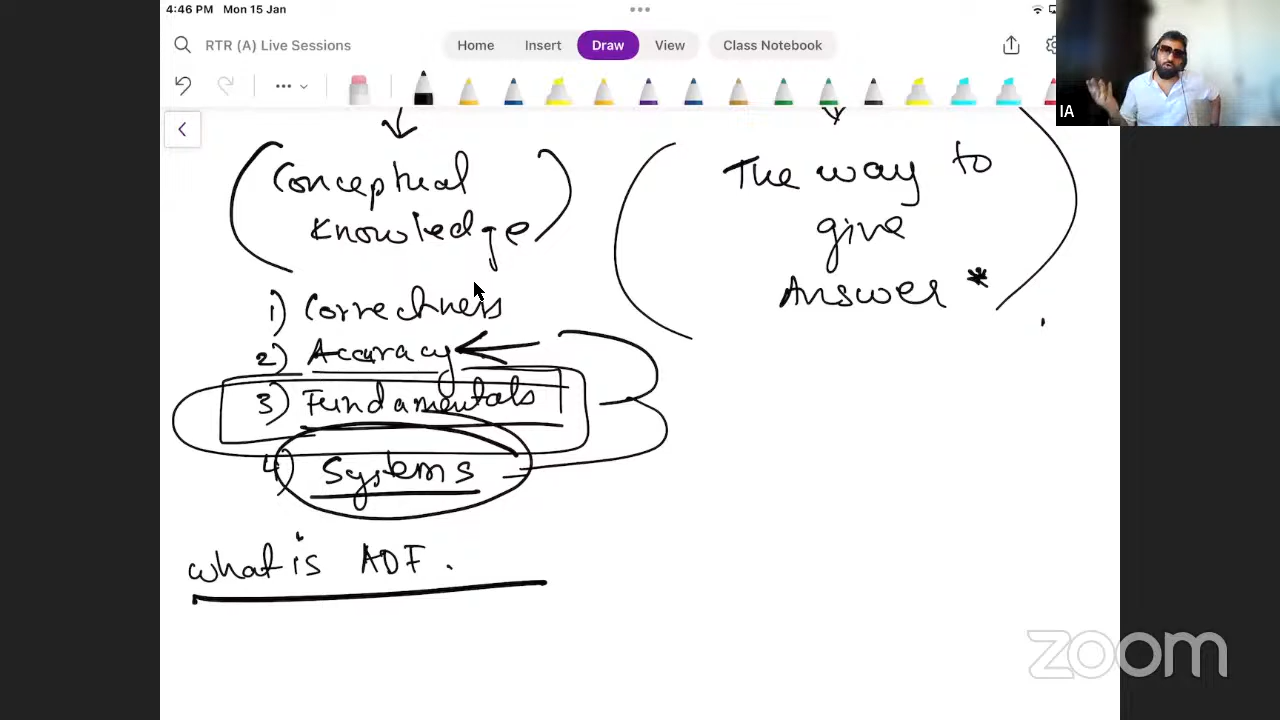 4:46 PM Mon 15 Jan
RTR (A) Live Sessions
Home Insert Draw View Class Notebook
IA
Conceptual
Knowledge
1) Correctness
2) Accuracy
3) Fundamentals
4) Systems
what is ADF.
The way to
give
Answer *
zoom